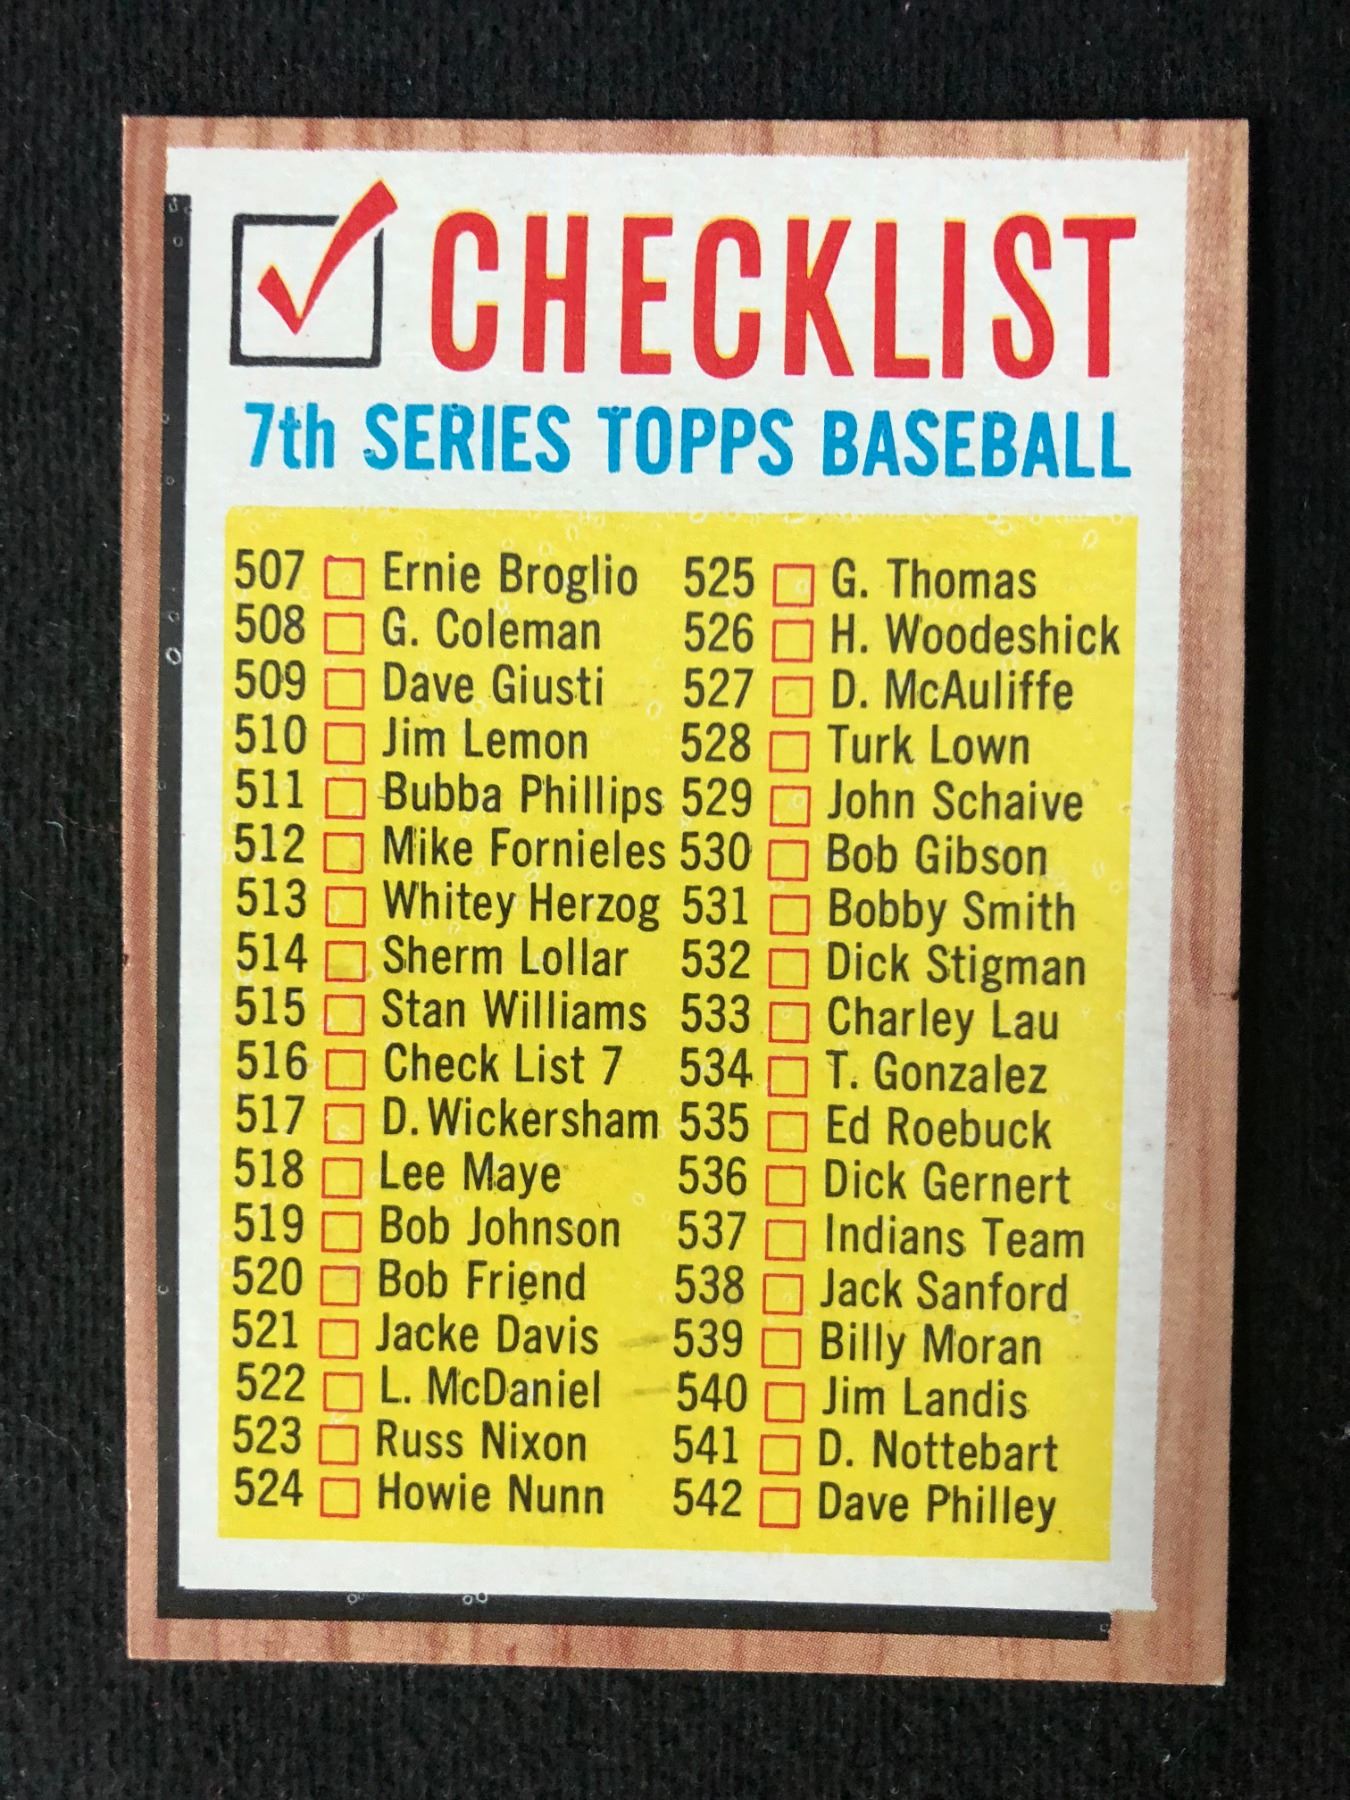 CHECKLIST
7th SERIES TOPPS BASEBALL
507 Ernie Broglio
508 G. Coleman
509 Dave Giusti
510 Jim Lemon
511 Bubba Phillips
512 Mike Fornieles
513 Whitey Herzog
514 Sherm Lollar
515 Stan Williams
516 Check List 7
517 D. Wickersham
518 Lee Maye
519 Bob Johnson
520 Bob Friend
521 Jacke Davis
522 L. McDaniel
523 Russ Nixon
524 Howie Nunn
525 G. Thomas
526 H. Woodeshick
527 D. McAuliffe
528 Turk Lown
529 John Schaive
530 Bob Gibson
531 Bobby Smith
532 Dick Stigman
533 Charley Lau
534 T. Gonzalez
535 Ed Roebuck
536 Dick Gernert
537 Indians Team
538 Jack Sanford
539 Billy Moran
540 Jim Landis
541 D. Nottebart
542 Dave Philley